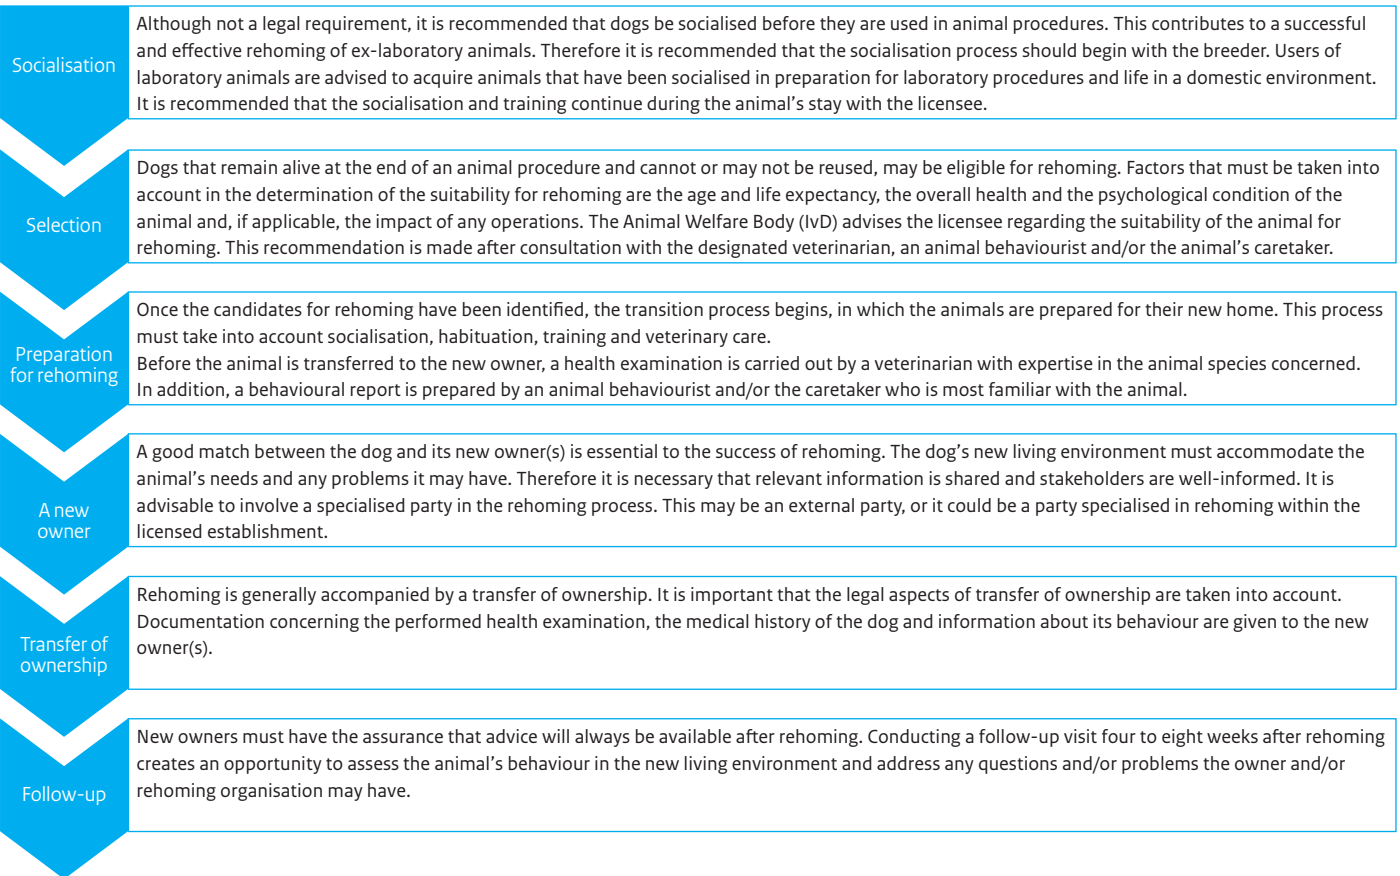 Socialisation
Although not a legal requirement, it is recommended that dogs be socialised before they are used in animal procedures. This contributes to a successful
and effective rehoming of ex-laboratory animals. Therefore it is recommended that the socialisation process should begin with the breeder. Users of
laboratory animals are advised to acquire animals that have been socialised in preparation for laboratory procedures and life in a domestic environment.
It is recommended that the socialisation and training continue during the animal's stay with the licensee.
Selection
Dogs that remain alive at the end of an animal procedure and cannot or may not be reused, may be eligible for rehoming. Factors that must be taken into
account in the determination of the suitability for rehoming are the age and life expectancy, the overall health and the psychological condition of the
animal and, if applicable, the impact of any operations. The Animal Welfare Body (IvD) advises the licensee regarding the suitability of the animal for
rehoming. This recommendation is made after consultation with the designated veterinarian, an animal behaviourist and/or the animal's caretaker.
Preparation
for rehoming
Once the candidates for rehoming have been identified, the transition process begins, in which the animals are prepared for their new home. This process
must take into account socialisation, habituation, training and veterinary care.
Before the animal is transferred to the new owner, a health examination is carried out by a veterinarian with expertise in the animal species concerned.
In addition, a behavioural report is prepared by an animal behaviourist and/or the caretaker who is most familiar with the animal.
A new
owner
A good match between the dog and its new owner(s) is essential to the success of rehoming. The dog's new living environment must accommodate the
animal's needs and any problems it may have. Therefore it is necessary that relevant information is shared and stakeholders are well-informed. It is
advisable to involve a specialised party in the rehoming process. This may be an external party, or it could be a party specialised in rehoming within the
licensed establishment.
Transfer of
ownership
Rehoming is generally accompanied by a transfer of ownership. It is important that the legal aspects of transfer of ownership are taken into account.
Documentation concerning the performed health examination, the medical history of the dog and information about its behaviour are given to the new
owner(s).
Follow-up
New owners must have the assurance that advice will always be available after rehoming. Conducting a follow-up visit four to eight weeks after rehoming
creates an opportunity to assess the animal's behaviour in the new living environment and address any questions and/or problems the owner and/or
rehoming organisation may have.